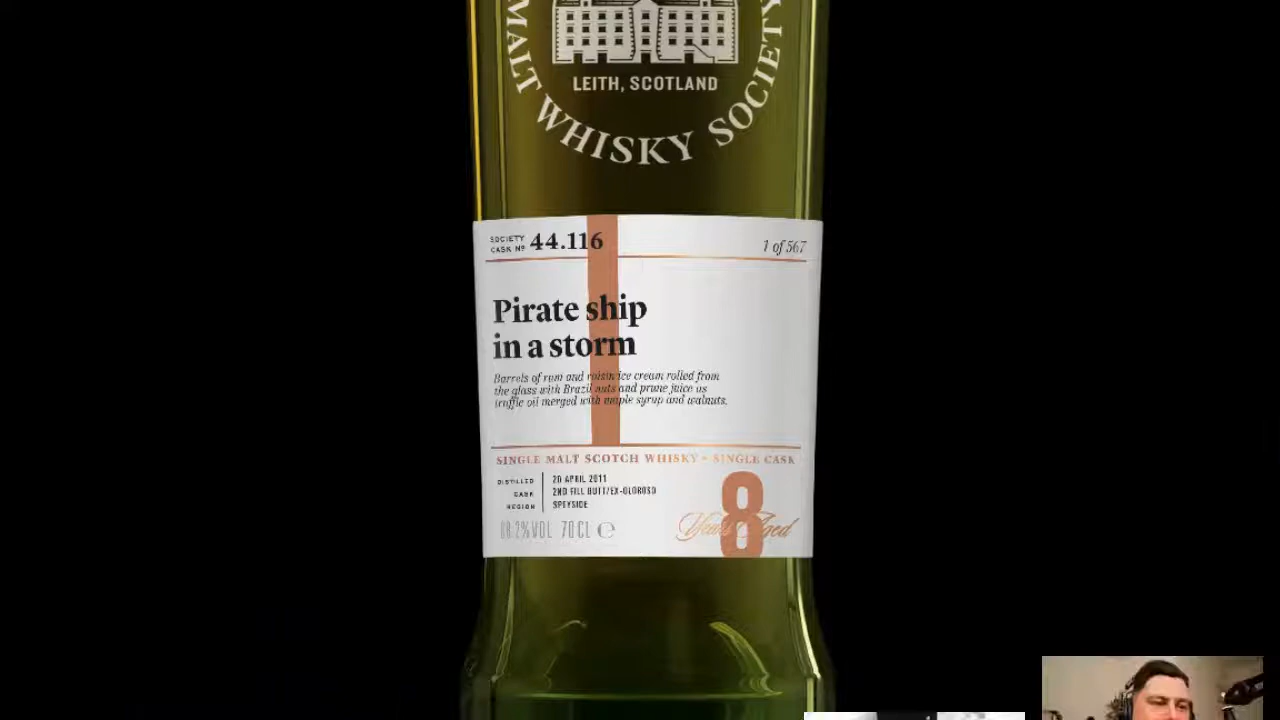 LEITH, SCOTLAND
MALT WHISKY SOCIETY
SOCIETY
CASK Nº 44.116
1 of 567
Pirate ship
in a storm
Barrels of rum and raisin ice cream rolled from
the glass with Brazil nuts and prune juice as
truffle oil merged with maple syrup and walnuts.
SINGLE MALT SCOTCH WHISKY • SINGLE CASK
DISTILLED 20 APRIL 2011
CASK 2ND FILL BUTT/EX-OLOROSO
REGION SPEYSIDE
70CL ℮
8
Years Aged